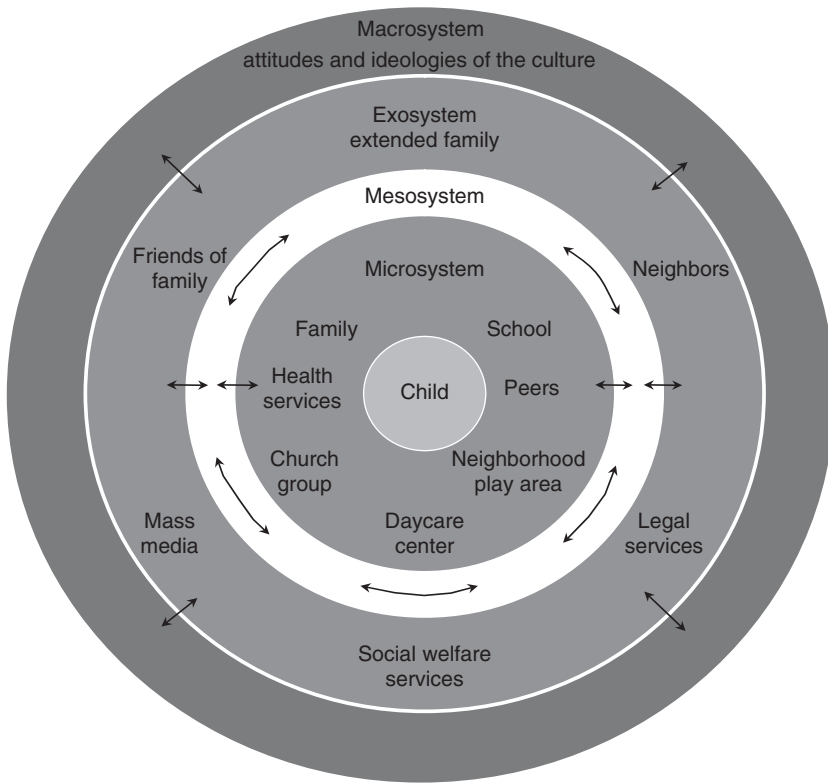 Macrosystem
attitudes and ideologies of the culture
Exosystem
extended family
Mesosystem
Friends of
family
Neighbors
Microsystem
Family
School
Health
services
Child
Peers
Church
group
Neighborhood
play area
Daycare
center
Mass
media
Legal
services
Social welfare
services